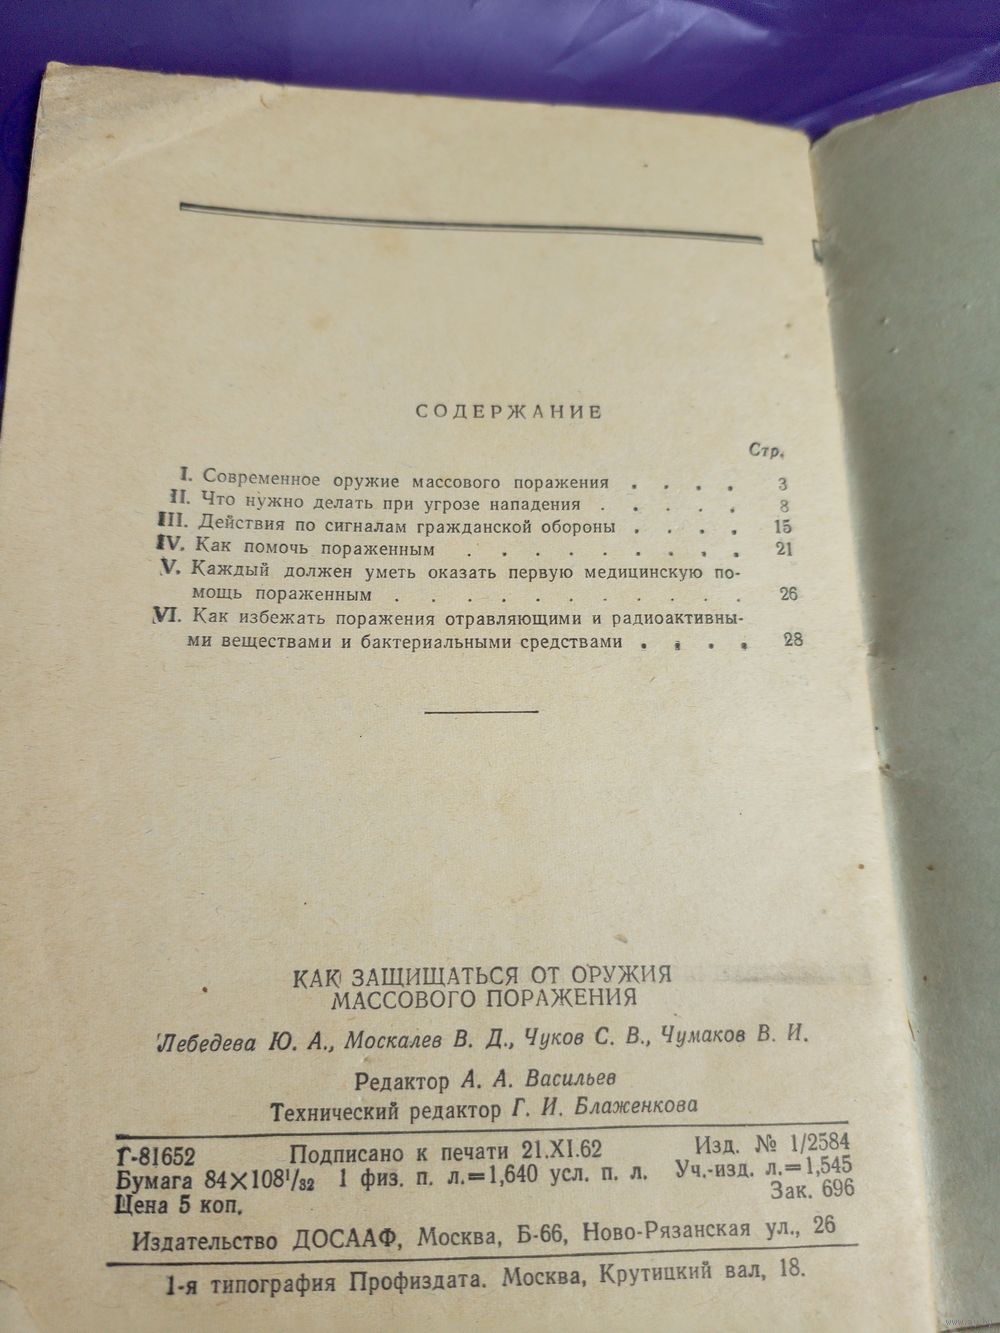 СОДЕРЖАНИЕ
Стр.
I. Современное оружие массового поражения . . . . 3
II. Что нужно делать при угрозе нападения . . . . . 8
III. Действия по сигналам гражданской обороны . . . . 15
IV. Как помочь пораженным . . . . . . . . . 21
V. Каждый должен уметь оказать первую медицинскую по-
мощь пораженным . . . . . . . . . . . 26
VI. Как избежать поражения отравляющими и радиоактивны-
ми веществами и бактериальными средствами . . . . 28
КАК ЗАЩИЩАТЬСЯ ОТ ОРУЖИЯ
МАССОВОГО ПОРАЖЕНИЯ
Лебедева Ю. А., Москалев В. Д., Чуков С. В., Чумаков В. И.
Редактор А. А. Васильев
Технический редактор Г. И. Блаженкова
Г-81652 Подписано к печати 21.XI.62 Изд. № 1/2584
Бумага 84×108¹/₃₂ 1 физ. п. л.=1,640 усл. п. л. Уч.-изд. л.=1,545
Цена 5 коп. Зак. 696
Издательство ДОСААФ, Москва, Б-66, Ново-Рязанская ул., 26
1-я типография Профиздата. Москва, Крутицкий вал, 18.